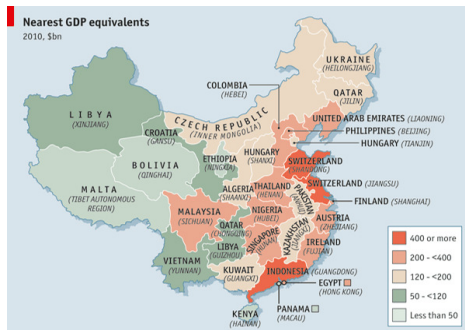 Nearest GDP equivalents
2010, $bn
UKRAINE
(HEILONGJIANG)
COLOMBIA
(HEBEI)
QATAR
(JILIN)
LIBYA
(XINJIANG)
CZECH REPUBLIC
(INNER MONGOLIA)
UNITED ARAB EMIRATES (LIAONING)
PHILIPPINES (BEIJING)
CROATIA
(GANSU)
HUNGARY (TIANJIN)
HUNGARY
(SHANXI)
ETHIOPIA
(NINGXIA)
BOLIVIA
(QINGHAI)
SWITZERLAND
(SHANDONG)
MALTA
(TIBET AUTONOMOUS
REGION)
ALGERIA
(SHAANXI)
THAILAND
(HENAN)
SWITZERLAND (JIANGSU)
PAKISTAN
(ANHUI)
FINLAND (SHANGHAI)
MALAYSIA
(SICHUAN)
NIGERIA
(HUBEI)
AUSTRIA
(ZHEJIANG)
QATAR
(CHONGQING)
SINGAPORE
(HUNAN)
KAZAKHSTAN
(JIANGXI)
IRELAND
(FUJIAN)
LIBYA
(GUIZHOU)
VIETNAM
(YUNNAN)
KUWAIT
(GUANGXI)
INDONESIA (GUANGDONG)
EGYPT
(HONG KONG)
PANAMA
(MACAU)
KENYA
(HAINAN)
400 or more
200 - <400
120 - <200
50 - <120
Less than 50